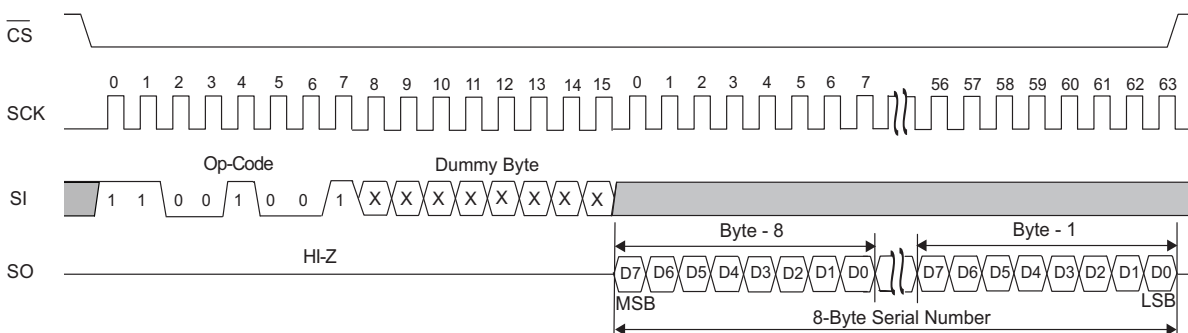 CS
0 1 2 3 4 5 6 7 8 9 10 11 12 13 14 15 0 1 2 3 4 5 6 7 56 57 58 59 60 61 62 63
SCK
Op-Code Dummy Byte
SI 1 1 0 0 1 0 0 1 X X X X X X X X
Byte - 8 Byte - 1
HI-Z
SO D7 D6 D5 D4 D3 D2 D1 D0 D7 D6 D5 D4 D3 D2 D1 D0
MSB LSB
8-Byte Serial Number